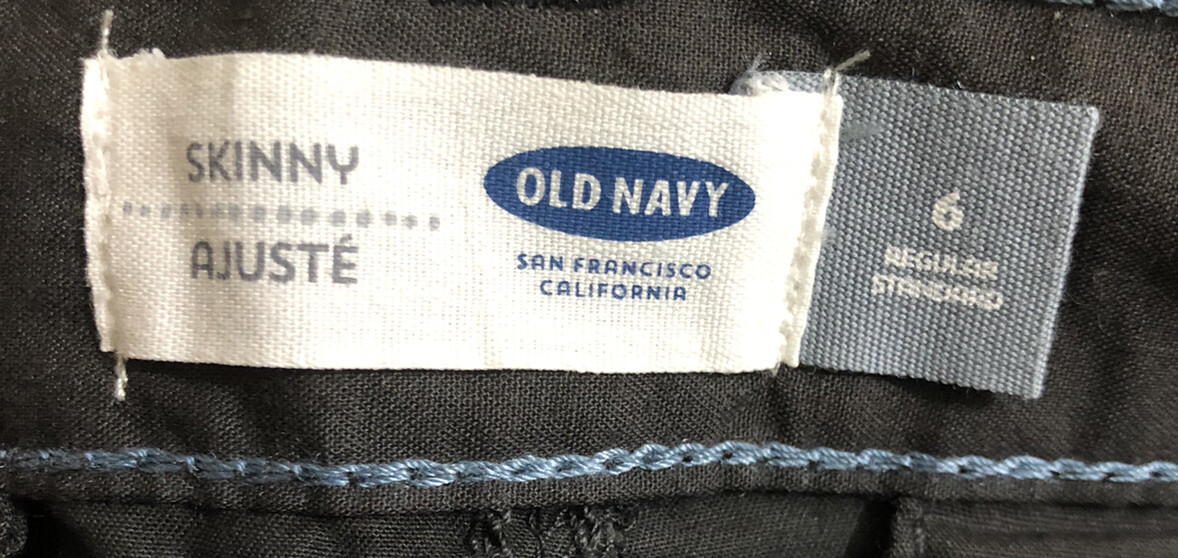 SKINNY
AJUSTÉ
OLD NAVY
SAN FRANCISCO
CALIFORNIA
6
REGULAR
STANDARD